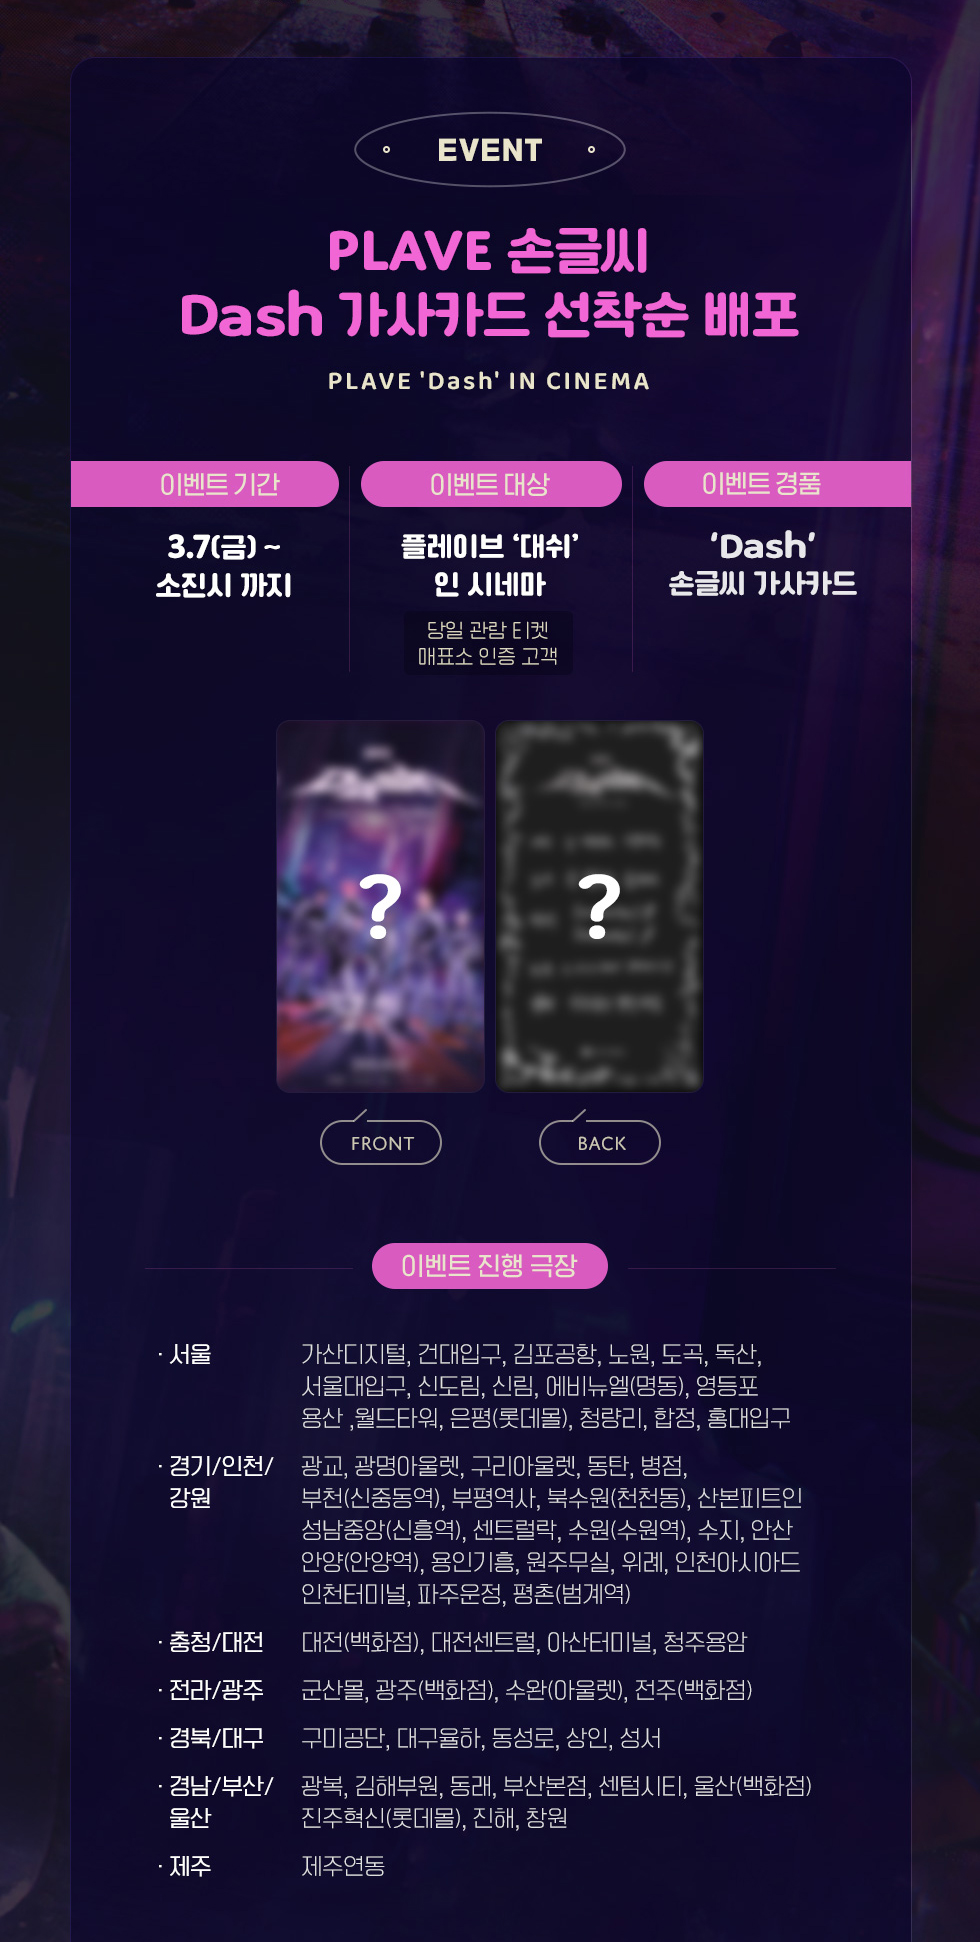 EVENT
PLAVE 손글씨
Dash 가사카드 선착순 배포
PLAVE 'Dash' IN CINEMA
이벤트 기간
3.7(금) ~
소진시 까지
이벤트 대상
플레이브 ‘대쉬’
인 시네마
당일 관람 티켓
매표소 인증 고객
이벤트 경품
‘Dash’
손글씨 가사카드
?
?
FRONT
BACK
이벤트 진행 극장
· 서울 가산디지털, 건대입구, 김포공항, 노원, 도곡, 독산,
서울대입구, 신도림, 신림, 에비뉴엘(명동), 영등포
용산 ,월드타워, 은평(롯데몰), 청량리, 합정, 홍대입구
· 경기/인천/ 광교, 광명아울렛, 구리아울렛, 동탄, 병점,
강원 부천(신중동역), 부평역사, 북수원(천천동), 산본피트인
성남중앙(신흥역), 센트럴락, 수원(수원역), 수지, 안산
안양(안양역), 용인기흥, 원주무실, 위례, 인천아시아드
인천터미널, 파주운정, 평촌(범계역)
· 충청/대전 대전(백화점), 대전센트럴, 아산터미널, 청주용암
· 전라/광주 군산몰, 광주(백화점), 수완(아울렛), 전주(백화점)
· 경북/대구 구미공단, 대구율하, 동성로, 상인, 성서
· 경남/부산/ 광복, 김해부원, 동래, 부산본점, 센텀시티, 울산(백화점)
울산 진주혁신(롯데몰), 진해, 창원
· 제주 제주연동